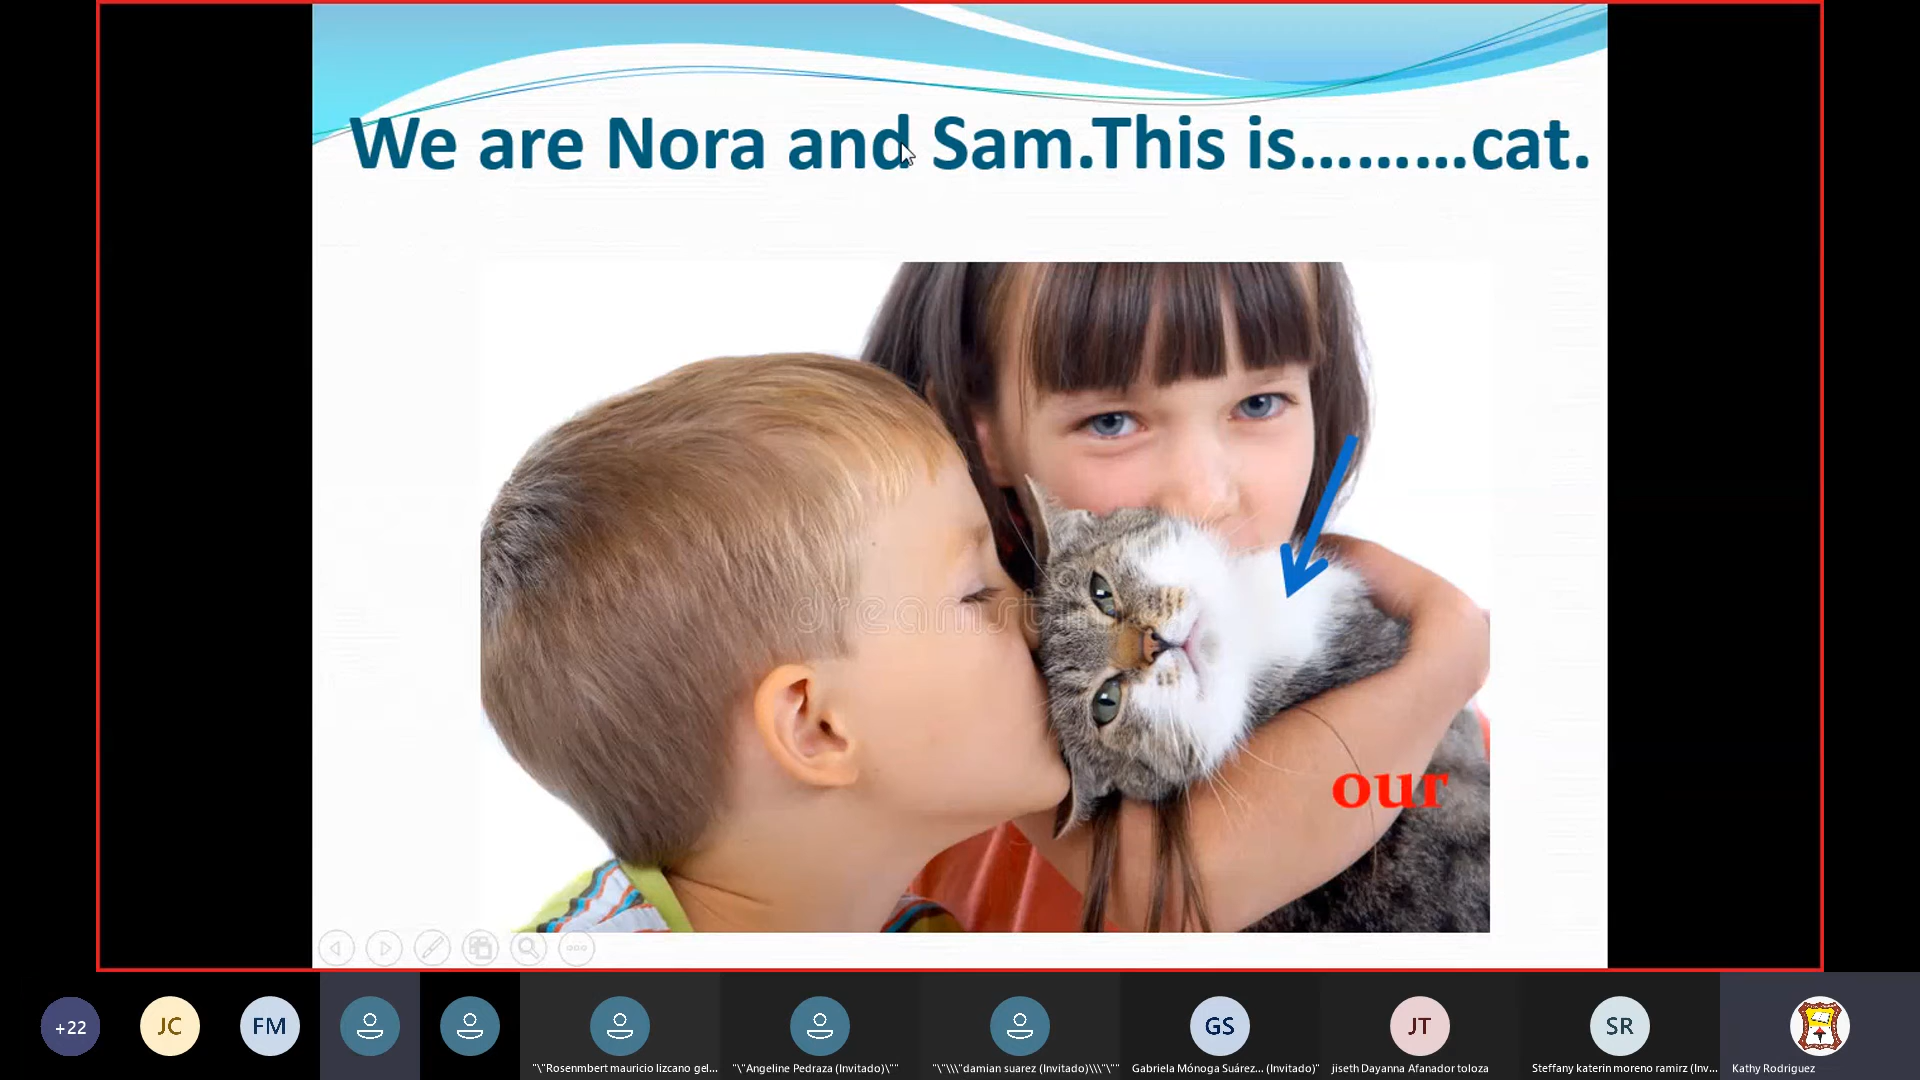 We are Nora and Sam.This is.........cat.
dreamstime
our
+22
JC
FM
GS
JT
SR
"\"Rosenmbert mauricio lizcano gel...
"\"Angeline Pedraza (Invitado)\""
"\"\\\"damian suarez (Invitado)\\\"\""
Gabriela Mónoga Suárez... (Invitado)"
jiseth Dayanna Afanador toloza
Steffany katerin moreno ramirz (Inv...
Kathy Rodriguez